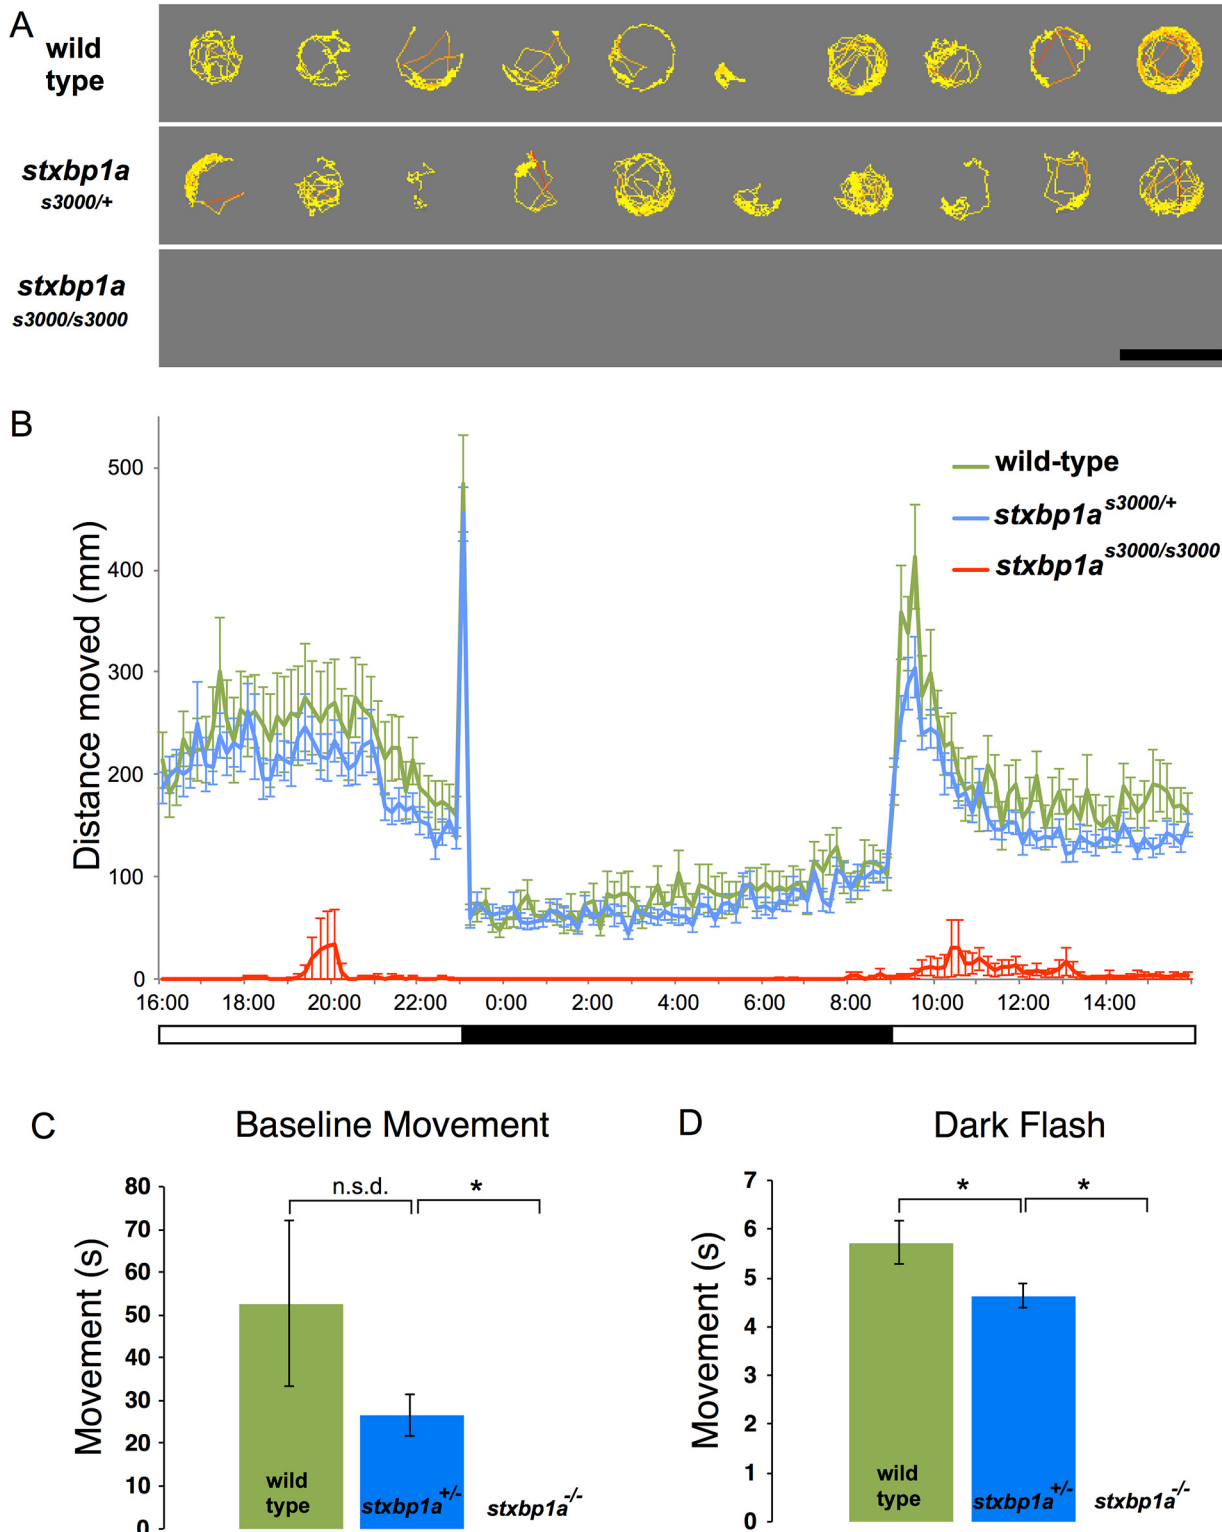 A
wild
type
stxbp1a
s3000/+
stxbp1a
s3000/s3000
B
500
400
300
200
100
0
Distance moved (mm)
wild-type
stxbp1a s3000/+
stxbp1a s3000/s3000
16:00 18:00 20:00 22:00 0:00 2:00 4:00 6:00 8:00 10:00 12:00 14:00
C
Baseline Movement
80
70
60
50
40
30
20
10
0
Movement (s)
n.s.d.
*
wild
type
stxbp1a+/-
stxbp1a-/-
D
Dark Flash
7
6
5
4
3
2
1
0
Movement (s)
*
*
wild
type
stxbp1a+/-
stxbp1a-/-